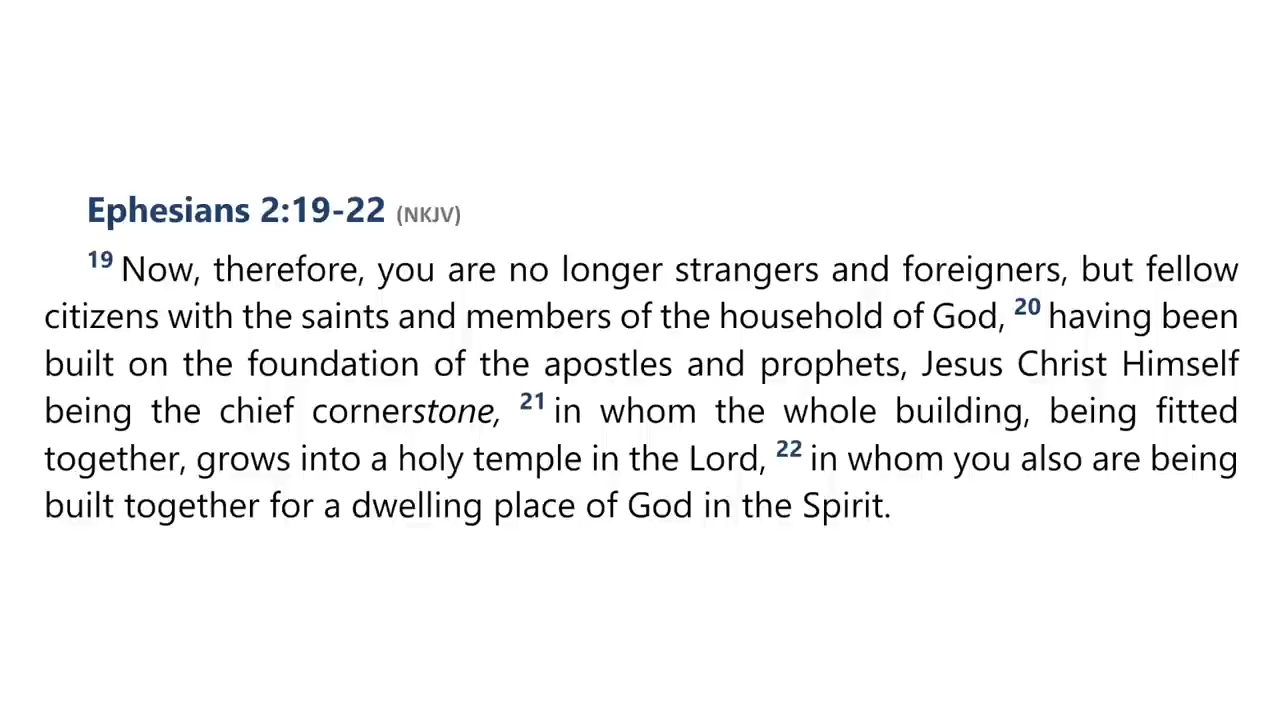 Ephesians 2:19-22 (NKJV)
19 Now, therefore, you are no longer strangers and foreigners, but fellow
citizens with the saints and members of the household of God, 20 having been
built on the foundation of the apostles and prophets, Jesus Christ Himself
being the chief cornerstone, 21 in whom the whole building, being fitted
together, grows into a holy temple in the Lord, 22 in whom you also are being
built together for a dwelling place of God in the Spirit.